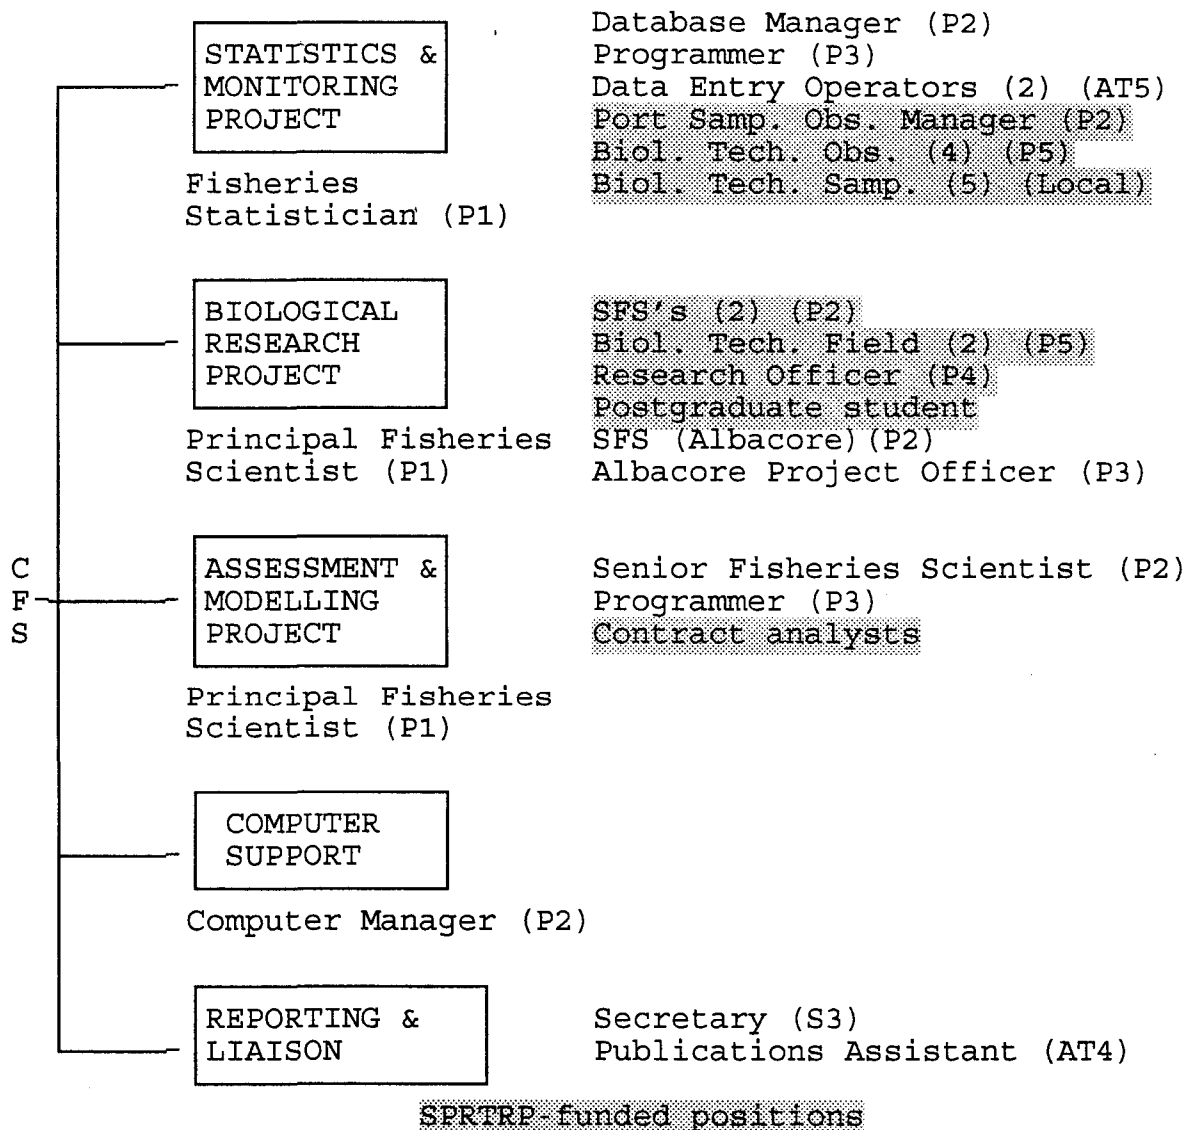 STATISTICS &
MONITORING
PROJECT
Fisheries
Statistician (P1)
Database Manager (P2)
Programmer (P3)
Data Entry Operators (2) (AT5)
Port Samp. Obs. Manager (P2)
Biol. Tech. Obs. (4) (P5)
Biol. Tech. Samp. (5) (Local)
BIOLOGICAL
RESEARCH
PROJECT
Principal Fisheries
Scientist (P1)
SFS's (2) (P2)
Biol. Tech. Field (2) (P5)
Research Officer (P4)
Postgraduate student
SFS (Albacore)(P2)
Albacore Project Officer (P3)
C
F
S
ASSESSMENT &
MODELLING
PROJECT
Principal Fisheries
Scientist (P1)
Senior Fisheries Scientist (P2)
Programmer (P3)
Contract analysts
COMPUTER
SUPPORT
Computer Manager (P2)
REPORTING &
LIAISON
Secretary (S3)
Publications Assistant (AT4)
SPRTRP-funded positions